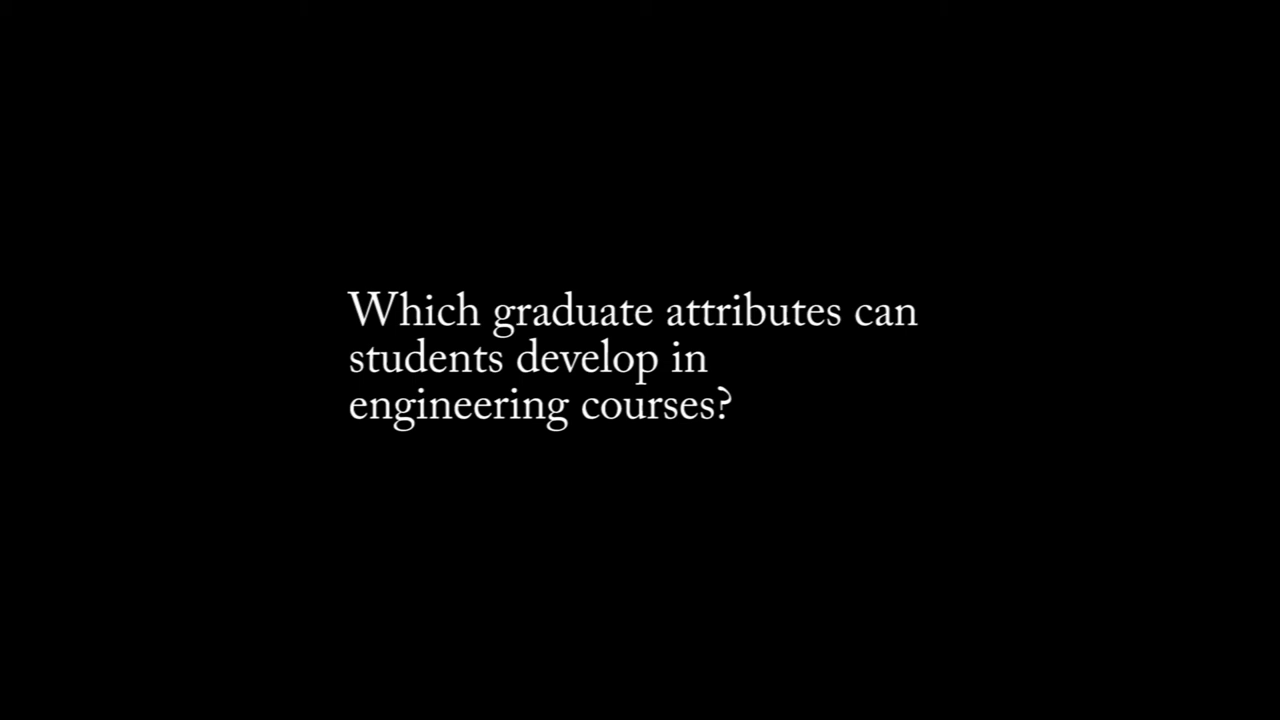 Which graduate attributes can
students develop in
engineering courses?